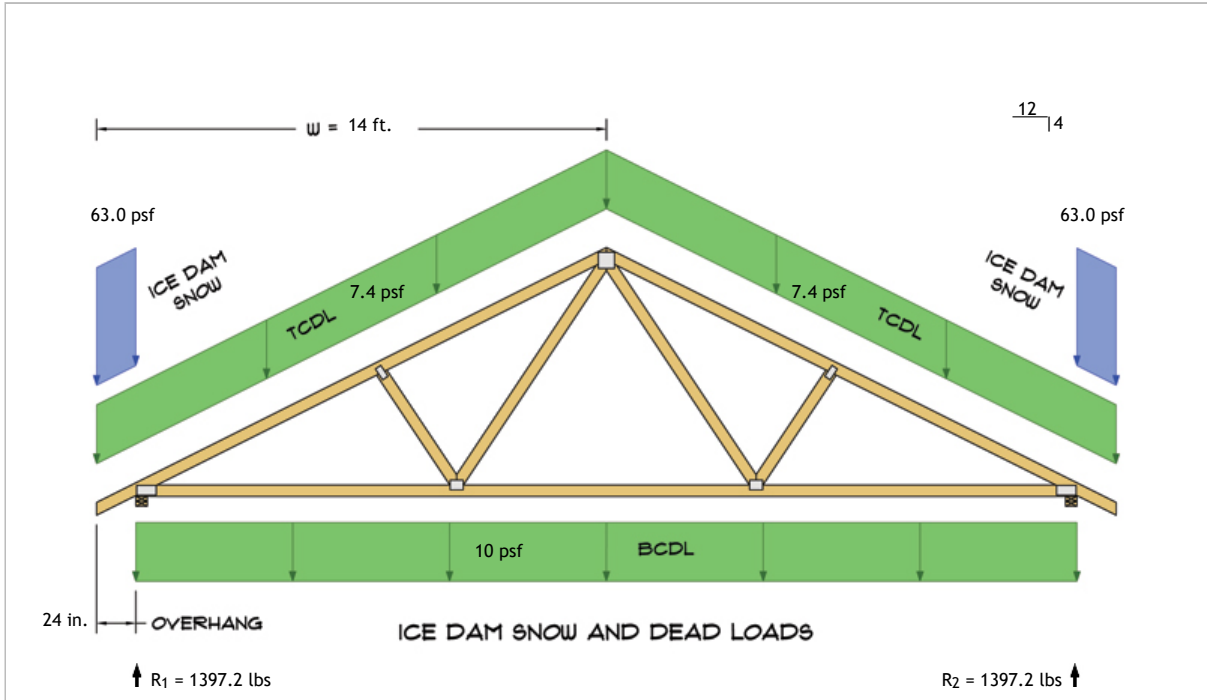 W = 14 ft.
12
4
63.0 psf
63.0 psf
ICE DAM
SNOW
ICE DAM
SNOW
7.4 psf
7.4 psf
TCDL
TCDL
10 psf
BCDL
24 in.
OVERHANG
ICE DAM SNOW AND DEAD LOADS
R1 = 1397.2 lbs
R2 = 1397.2 lbs